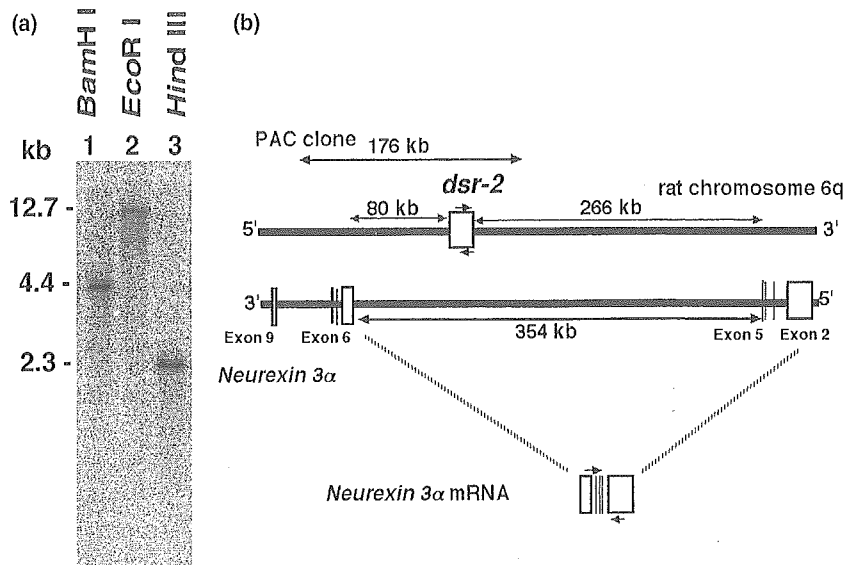 (a)
BamH I
EcoR I
Hind III
kb
1 2 3
12.7 -
4.4 -
2.3 -
(b)
PAC clone
176 kb
dsr-2
rat chromosome 6q
80 kb
266 kb
5'
3'
3'
5'
354 kb
Exon 9
Exon 6
Exon 5
Exon 2
Neurexin 3α
Neurexin 3α mRNA